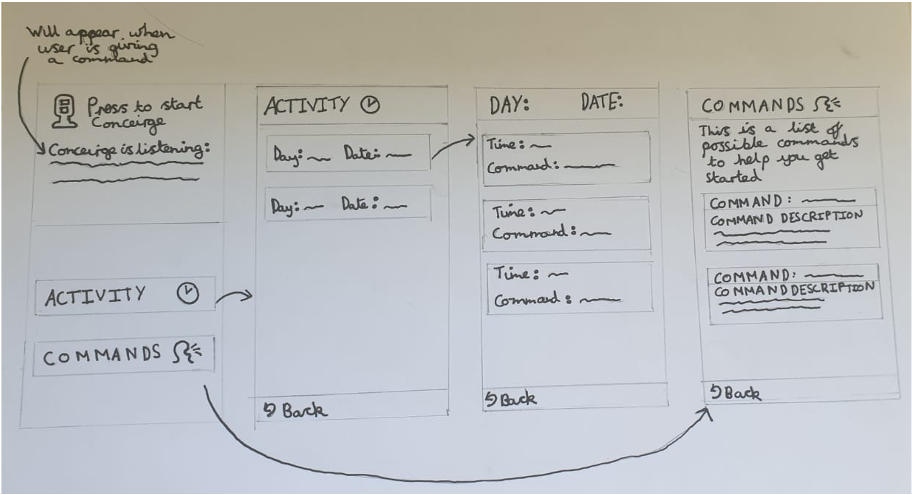 Will appear when
user is giving
a command
Press to start
Conceirge
Conceirge is listening:
ACTIVITY
COMMANDS
ACTIVITY
Day: Date:
Day: Date:
Back
DAY: DATE:
Time:
Command:
Time:
Command:
Time:
Command:
Back
COMMANDS
This is a list of
possible commands
to help you get
started
COMMAND:
COMMAND DESCRIPTION
COMMAND:
COMMAND DESCRIPTION
Back